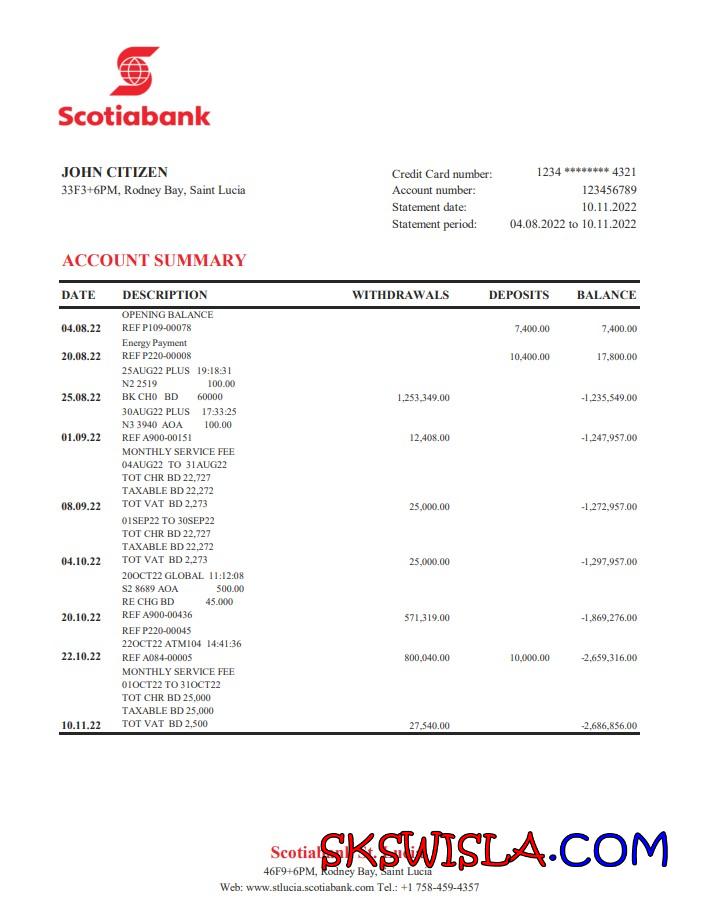 Scotiabank
JOHN CITIZEN
33F3+6PM, Rodney Bay, Saint Lucia
Credit Card number: 1234 ******** 4321
Account number: 123456789
Statement date: 10.11.2022
Statement period: 04.08.2022 to 10.11.2022
ACCOUNT SUMMARY
DATE DESCRIPTION WITHDRAWALS DEPOSITS BALANCE
OPENING BALANCE
04.08.22 REF P109-00078 7,400.00 7,400.00
Energy Payment
20.08.22 REF P220-00008 10,400.00 17,800.00
25AUG22 PLUS 19:18:31
N2 2519 100.00
25.08.22 BK CH0 BD 60000 1,253,349.00 -1,235,549.00
30AUG22 PLUS 17:33:25
N3 3940 AOA 100.00
01.09.22 REF A900-00151 12,408.00 -1,247,957.00
MONTHLY SERVICE FEE
04AUG22 TO 31AUG22
TOT CHR BD 22,727
TAXABLE BD 22,272
08.09.22 TOT VAT BD 2,273 25,000.00 -1,272,957.00
01SEP22 TO 30SEP22
TOT CHR BD 22,727
TAXABLE BD 22,272
04.10.22 TOT VAT BD 2,273 25,000.00 -1,297,957.00
20OCT22 GLOBAL 11:12:08
S2 8689 AOA 500.00
RE CHG BD 45.000
20.10.22 REF A900-00436 571,319.00 -1,869,276.00
REF P220-00045
22OCT22 ATM104 14:41:36
22.10.22 REF A084-00005 800,040.00 10,000.00 -2,659,316.00
MONTHLY SERVICE FEE
01OCT22 TO 31OCT22
TOT CHR BD 25,000
TAXABLE BD 25,000
10.11.22 TOT VAT BD 2,500 27,540.00 -2,686,856.00
Scotiabank St. Lucia
SKSWISLA.COM
46F9+6PM, Rodney Bay, Saint Lucia
Web: www.stlucia.scotiabank.com Tel.: +1 758-459-4357